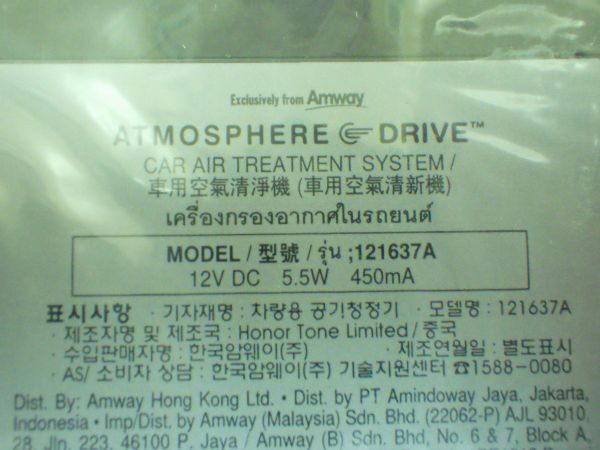 Exclusively from Amway
ATMOSPHERE DRIVE™
CAR AIR TREATMENT SYSTEM /
車用空氣清淨機 (車用空氣清新機)
เครื่องกรองอากาศในรถยนต์
MODEL / 型號 / รุ่น ;121637A
12V DC 5.5W 450mA
표시사항 · 기자재명 : 차량용 공기청정기 · 모델명 : 121637A
· 제조자명 및 제조국 : Honor Tone Limited / 중국
· 수입판매자명 : 한국암웨이(주) · 제조연월일 : 별도표시
· AS/ 소비자 상담 : 한국암웨이(주) 기술지원센터 ☎1588-0080
Dist. By: Amway Hong Kong Ltd. • Dist. by PT Amindoway Jaya, Jakarta,
Indonesia • Imp/Dist. by Amway (Malaysia) Sdn. Bhd. (22062-P) AJL 93010,
28, Jln. 223, 46100 P. Jaya / Amway (B) Sdn. Bhd., No. 6 & 7, Block A,